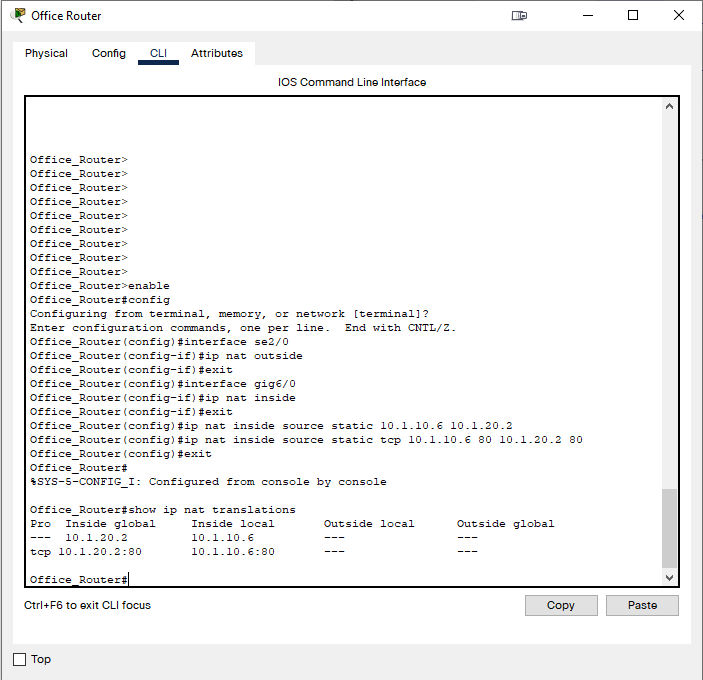 Office Router
Physical Config CLI Attributes
IOS Command Line Interface
Office_Router>
Office_Router>
Office_Router>
Office_Router>
Office_Router>
Office_Router>
Office_Router>
Office_Router>
Office_Router>
Office_Router>enable
Office_Router#config
Configuring from terminal, memory, or network [terminal]?
Enter configuration commands, one per line.  End with CNTL/Z.
Office_Router(config)#interface se2/0
Office_Router(config-if)#ip nat outside
Office_Router(config-if)#exit
Office_Router(config)#interface gig6/0
Office_Router(config-if)#ip nat inside
Office_Router(config-if)#exit
Office_Router(config)#ip nat inside source static 10.1.10.6 10.1.20.2
Office_Router(config)#ip nat inside source static tcp 10.1.10.6 80 10.1.20.2 80
Office_Router(config)#exit
Office_Router#
%SYS-5-CONFIG_I: Configured from console by console
Office_Router#show ip nat translations
Pro  Inside global     Inside local       Outside local      Outside global
---  10.1.20.2         10.1.10.6          ---                ---
tcp 10.1.20.2:80       10.1.10.6:80       ---                ---
Office_Router#
Ctrl+F6 to exit CLI focus
Copy Paste
Top